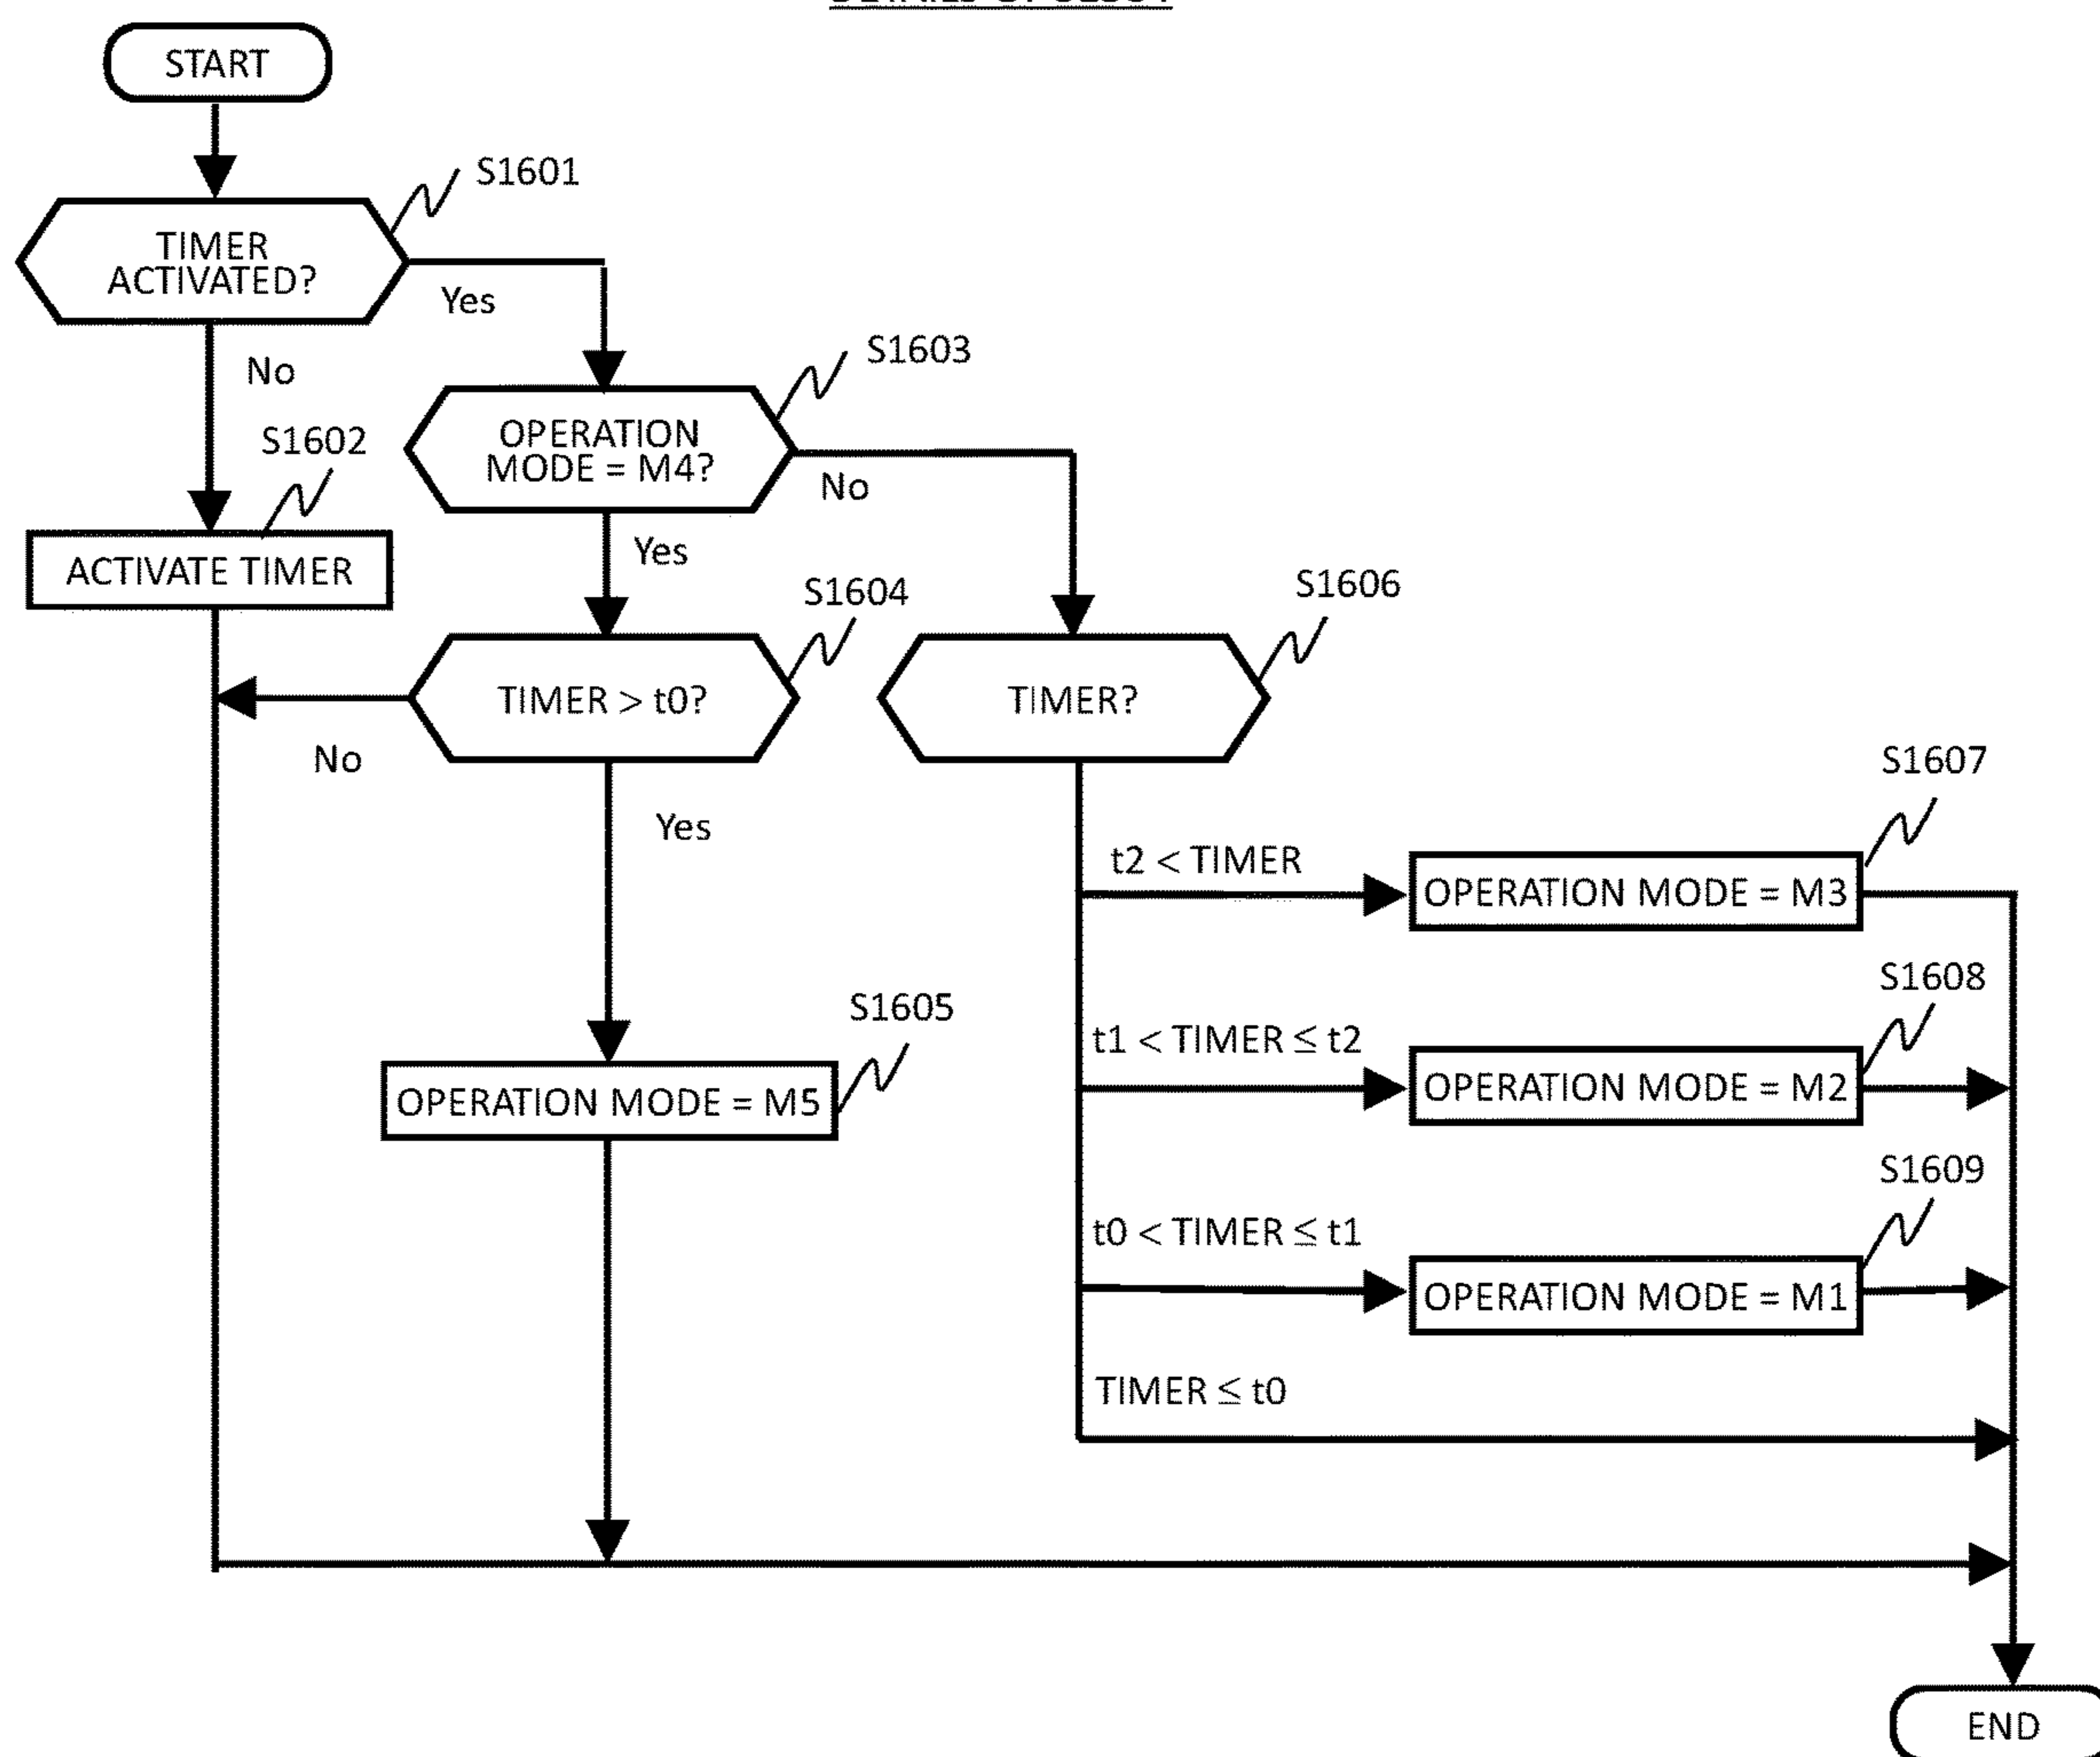 START
S1601
TIMER
ACTIVATED?
Yes
No
S1603
OPERATION
MODE = M4?
No
S1602
ACTIVATE TIMER
Yes
S1604
S1606
TIMER > t0?
TIMER?
No
Yes
S1607
t2 < TIMER
OPERATION MODE = M3
S1608
t1 < TIMER ≤ t2
OPERATION MODE = M2
S1605
OPERATION MODE = M5
S1609
t0 < TIMER ≤ t1
OPERATION MODE = M1
TIMER ≤ t0
END